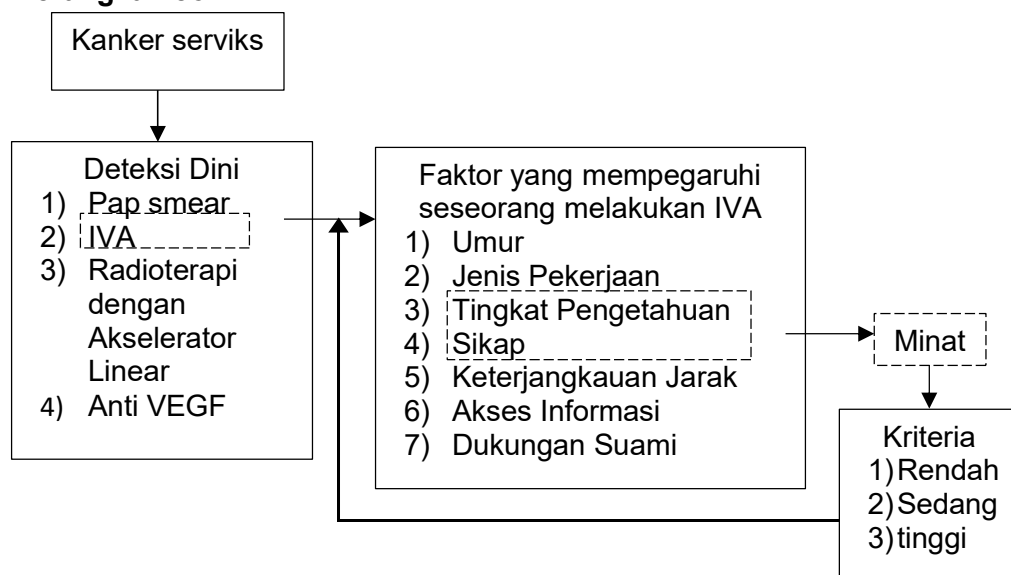 Kanker serviks
Deteksi Dini
1) Pap smear
2) IVA
3) Radioterapi
dengan
Akselerator
Linear
4) Anti VEGF
Faktor yang mempegaruhi
seseorang melakukan IVA
1) Umur
2) Jenis Pekerjaan
3) Tingkat Pengetahuan
4) Sikap
5) Keterjangkauan Jarak
6) Akses Informasi
7) Dukungan Suami
Minat
Kriteria
1) Rendah
2) Sedang
3) tinggi